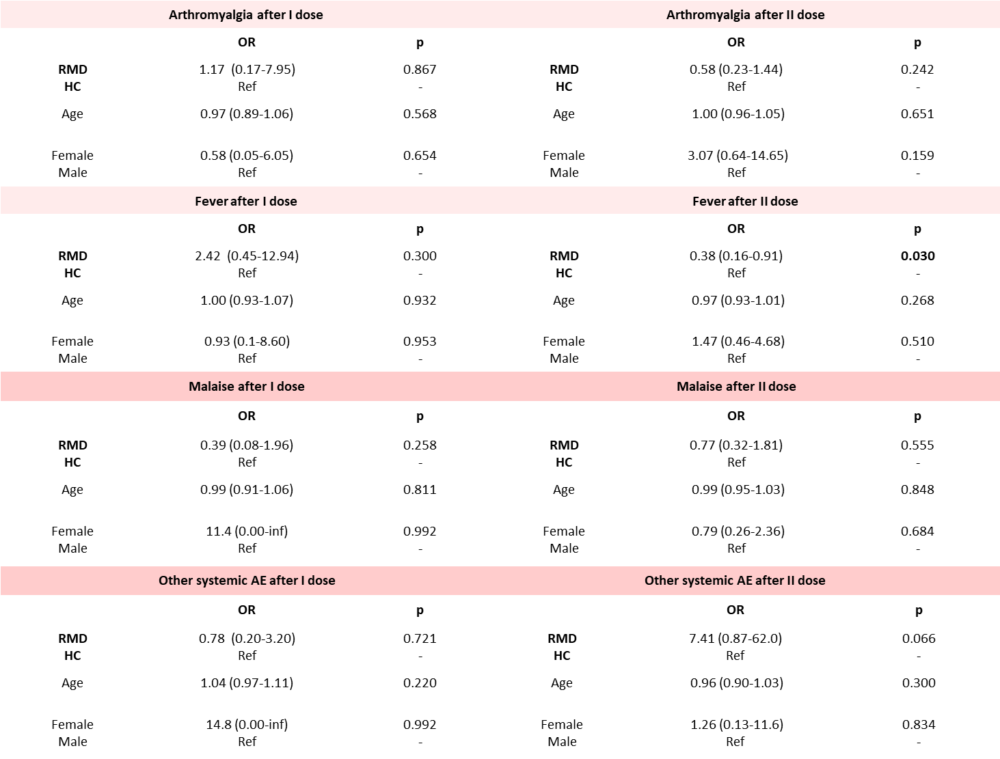 Arthromyalgia after I dose Arthromyalgia after II dose
OR p OR p
RMD 1.17 (0.17-7.95) 0.867 RMD 0.58 (0.23-1.44) 0.242
HC Ref - HC Ref -
Age 0.97 (0.89-1.06) 0.568 Age 1.00 (0.96-1.05) 0.651
Female 0.58 (0.05-6.05) 0.654 Female 3.07 (0.64-14.65) 0.159
Male Ref - Male Ref -
Fever after I dose Fever after II dose
OR p OR p
RMD 2.42 (0.45-12.94) 0.300 RMD 0.38 (0.16-0.91) 0.030
HC Ref - HC Ref -
Age 1.00 (0.93-1.07) 0.932 Age 0.97 (0.93-1.01) 0.268
Female 0.93 (0.1-8.60) 0.953 Female 1.47 (0.46-4.68) 0.510
Male Ref - Male Ref -
Malaise after I dose Malaise after II dose
OR p OR p
RMD 0.39 (0.08-1.96) 0.258 RMD 0.77 (0.32-1.81) 0.555
HC Ref - HC Ref -
Age 0.99 (0.91-1.06) 0.811 Age 0.99 (0.95-1.03) 0.848
Female 11.4 (0.00-inf) 0.992 Female 0.79 (0.26-2.36) 0.684
Male Ref - Male Ref -
Other systemic AE after I dose Other systemic AE after II dose
OR p OR p
RMD 0.78 (0.20-3.20) 0.721 RMD 7.41 (0.87-62.0) 0.066
HC Ref - HC Ref -
Age 1.04 (0.97-1.11) 0.220 Age 0.96 (0.90-1.03) 0.300
Female 14.8 (0.00-inf) 0.992 Female 1.26 (0.13-11.6) 0.834
Male Ref - Male Ref -